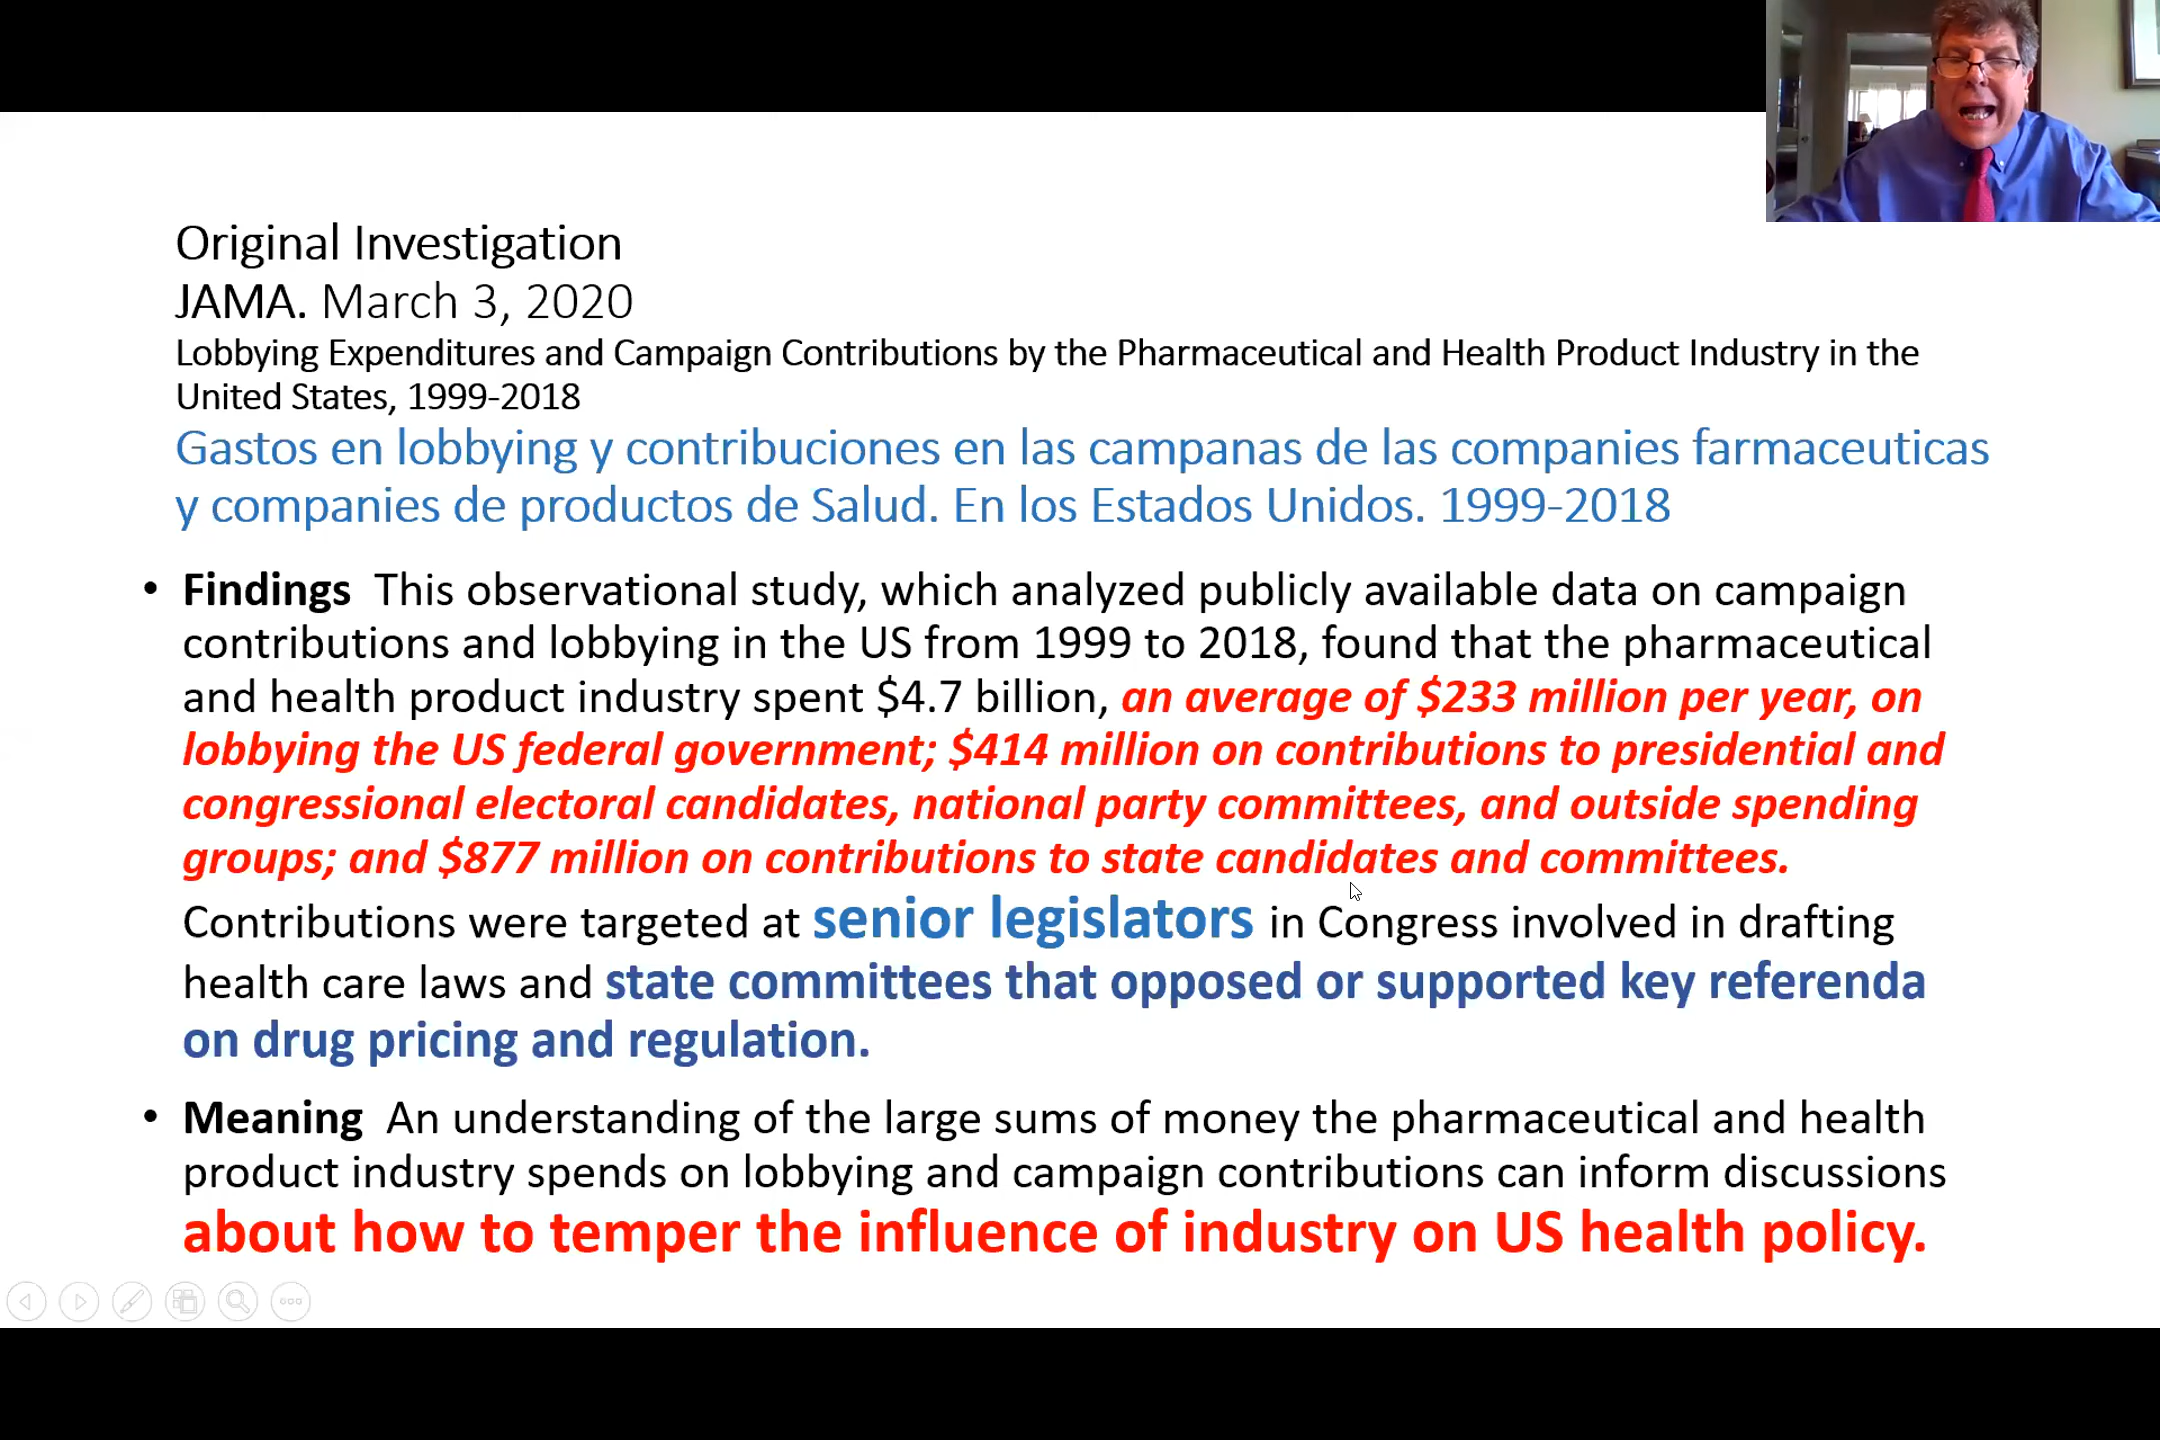 Original Investigation
JAMA. March 3, 2020
Lobbying Expenditures and Campaign Contributions by the Pharmaceutical and Health Product Industry in the
United States, 1999-2018
Gastos en lobbying y contribuciones en las campanas de las companies farmaceuticas
y companies de productos de Salud. En los Estados Unidos. 1999-2018
• Findings This observational study, which analyzed publicly available data on campaign
contributions and lobbying in the US from 1999 to 2018, found that the pharmaceutical
and health product industry spent $4.7 billion, an average of $233 million per year, on
lobbying the US federal government; $414 million on contributions to presidential and
congressional electoral candidates, national party committees, and outside spending
groups; and $877 million on contributions to state candidates and committees.
Contributions were targeted at senior legislators in Congress involved in drafting
health care laws and state committees that opposed or supported key referenda
on drug pricing and regulation.
• Meaning An understanding of the large sums of money the pharmaceutical and health
product industry spends on lobbying and campaign contributions can inform discussions
about how to temper the influence of industry on US health policy.